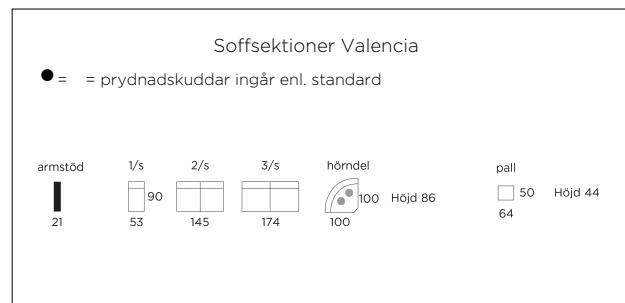 Soffsektioner Valencia
= = prydnadskuddar ingår enl. standard
armstöd 1/s 2/s 3/s hörndel pall
90 100 Höjd 86 50 Höjd 44
21 53 145 174 100 64